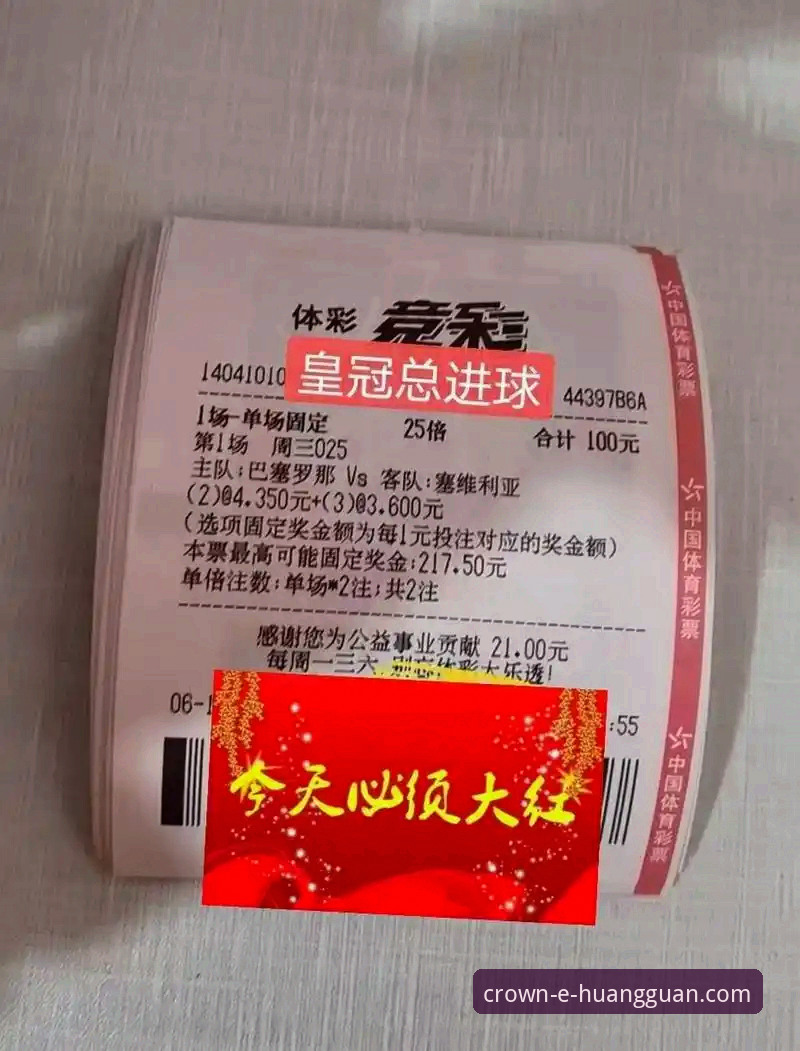 体彩 竞彩
14041010
皇冠总进球
44397B6A
1场-单场固定 25倍 合计 100元
第1场 周三025
主队:巴塞罗那 Vs 客队:塞维利亚
(2)@4.350元+(3)@3.600元
(选项固定奖金额为每1元投注对应的奖金额)
本票最高可能固定奖金:217.50元
单倍注数:单场*2注;共2注
感谢您为公益事业贡献 21.00元
每周一三六,别忘体彩大乐透!
06-1
:55
今天必须大红
中国体育彩票
中国体育彩票
中国体育彩票
crown-e-huangguan.com